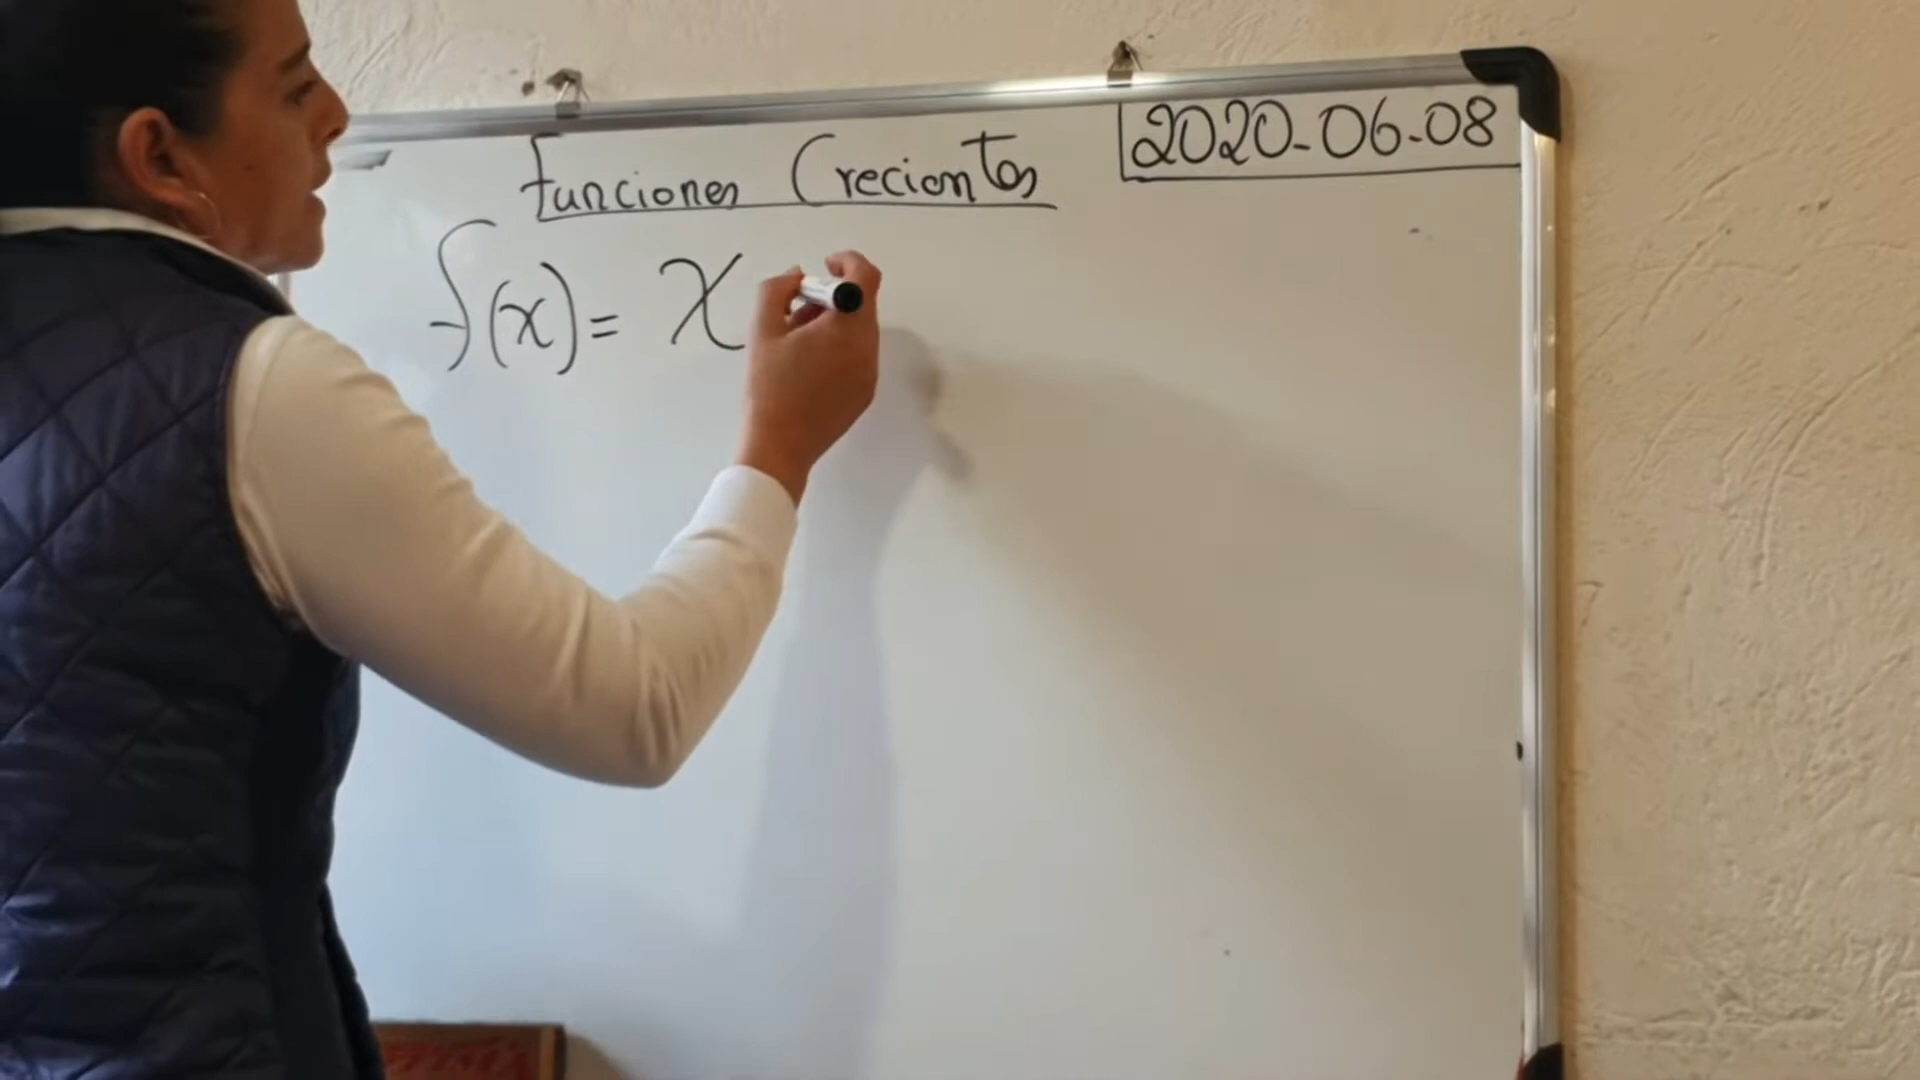 Funciones Crecientes
2020-06-08
f(x) = x